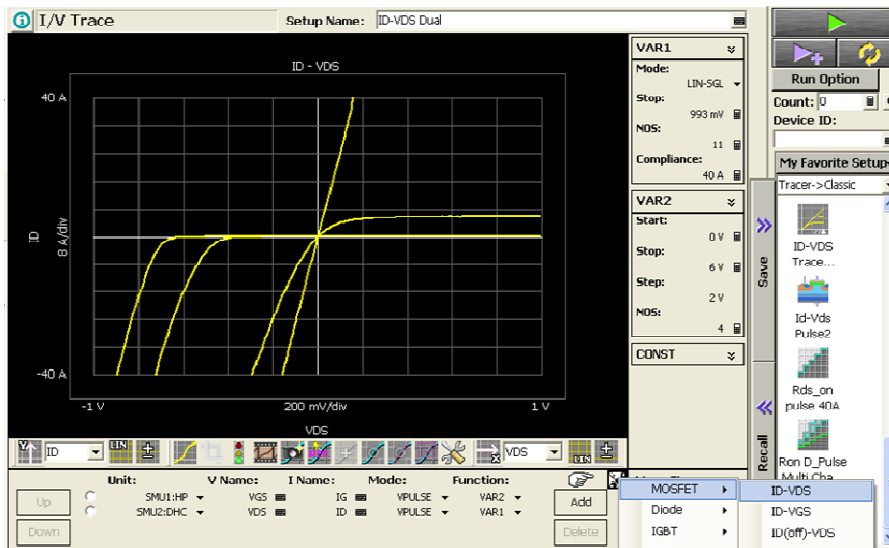 I/V Trace
Setup Name: ID-VDS Dual
ID - VDS
40 A
ID
8 A/div
-40 A
-1 V
200 mV/div
1 V
VDS
VAR1
Mode:
LIN-SGL
Stop:
993 mV
NOS:
11
Compliance:
40 A
VAR2
Start:
0 V
Stop:
6 V
Step:
2 V
NOS:
4
CONST
Save
Recall
Run Option
Count: 0
Device ID:
My Favorite Setup
Tracer->Classic
ID-VDS
Trace...
Id-Vds
Pulse2
Rds_on
pulse 40A
Ron D_Pulse
Multi Cha
Y
ID
LIN
X
VDS
LIN
Unit: V Name: I Name: Mode: Function:
Up
SMU1:HP VGS IG VPULSE VAR2
Add
SMU2:DHC VDS ID VPULSE VAR1
Down
Delete
MOSFET
Diode
IGBT
ID-VDS
ID-VGS
ID(off)-VDS